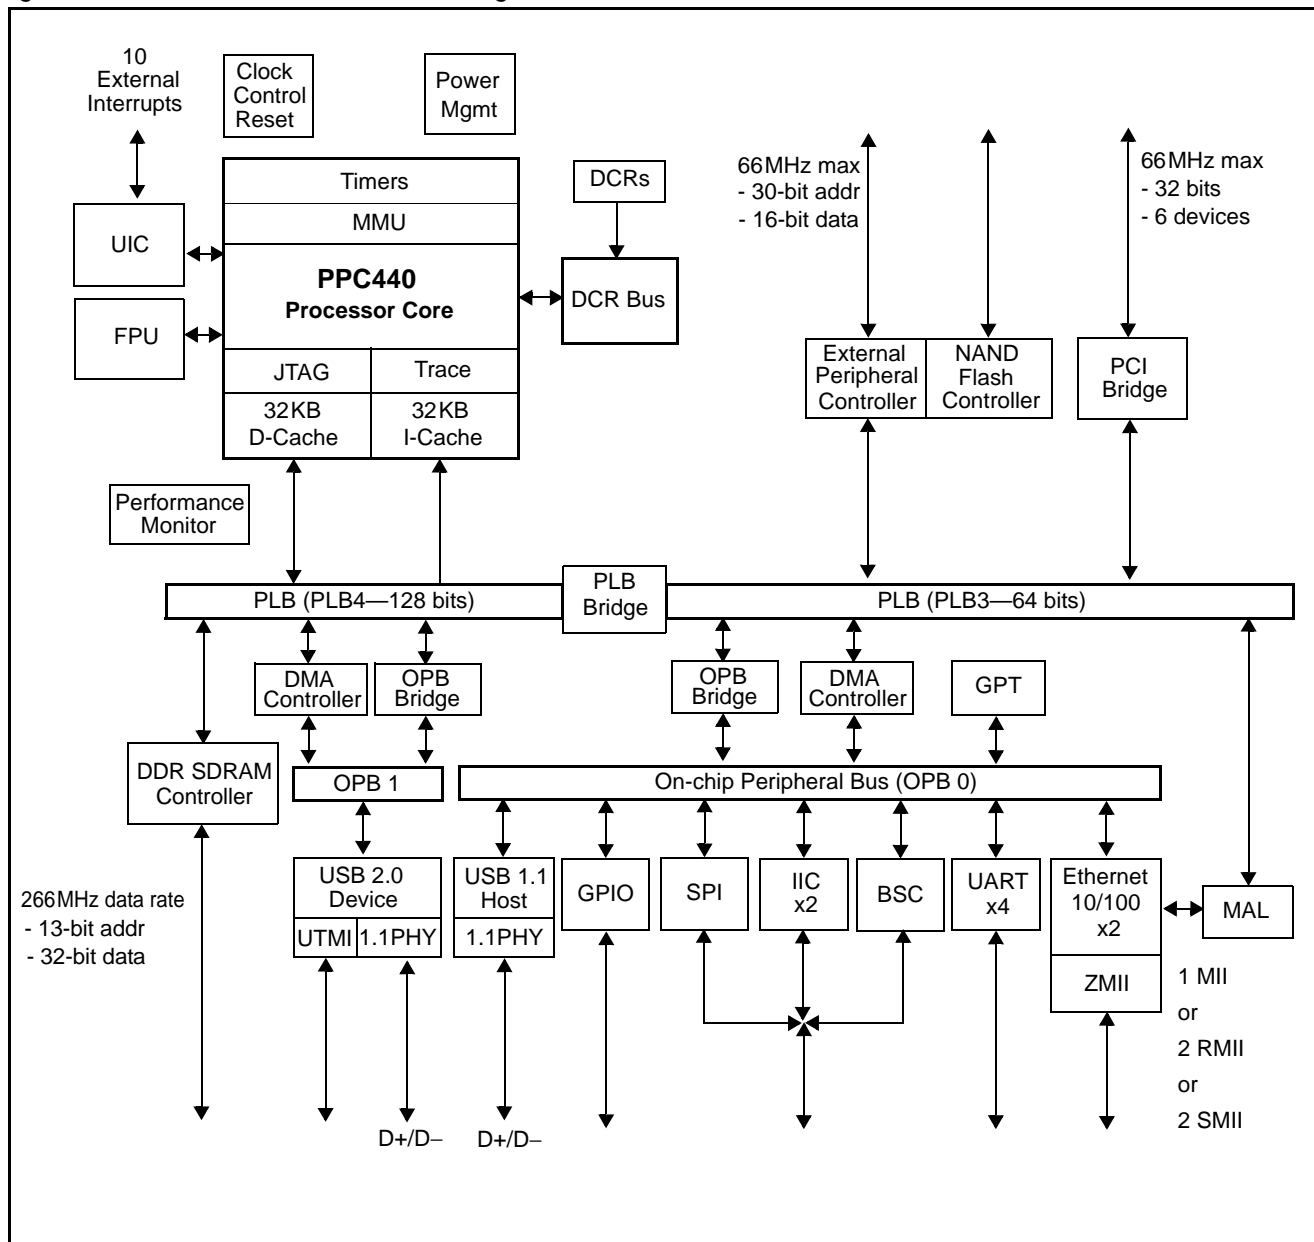 10
External
Interrupts
Clock
Control
Reset
Power
Mgmt
Timers
MMU
PPC440
Processor Core
JTAG
Trace
32KB
D-Cache
32KB
I-Cache
UIC
FPU
DCRs
DCR Bus
66MHz max
- 30-bit addr
- 16-bit data
66MHz max
- 32 bits
- 6 devices
External
Peripheral
Controller
NAND
Flash
Controller
PCI
Bridge
Performance
Monitor
PLB (PLB4—128 bits)
PLB
Bridge
PLB (PLB3—64 bits)
DMA
Controller
OPB
Bridge
OPB
Bridge
DMA
Controller
GPT
DDR SDRAM
Controller
OPB 1
On-chip Peripheral Bus (OPB 0)
USB 2.0
Device
UTMI
1.1PHY
USB 1.1
Host
1.1PHY
GPIO
SPI
IIC
x2
BSC
UART
x4
Ethernet
10/100
x2
ZMII
MAL
266MHz data rate
- 13-bit addr
- 32-bit data
1 MII
or
2 RMII
or
2 SMII
D+/D–
D+/D–